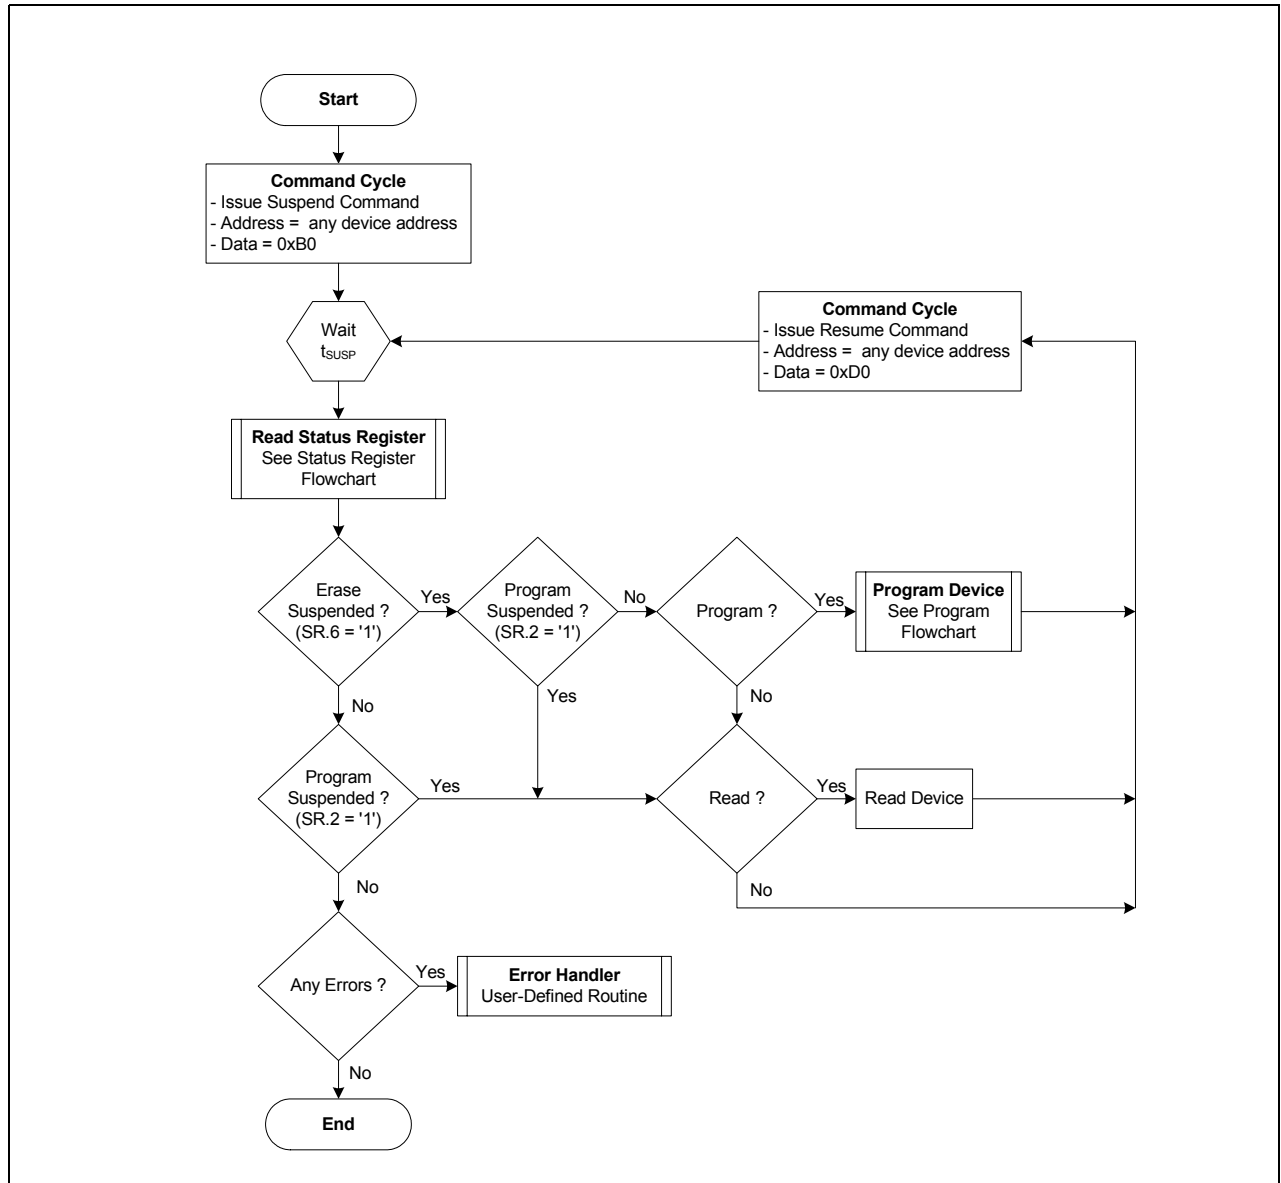 Start
Command Cycle
- Issue Suspend Command
- Address = any device address
- Data = 0xB0
Wait
tSUSP
Command Cycle
- Issue Resume Command
- Address = any device address
- Data = 0xD0
Read Status Register
See Status Register
Flowchart
Erase
Suspended ?
(SR.6 = '1')
Yes
No
Program
Suspended ?
(SR.2 = '1')
No
Yes
Program ?
Yes
No
Program Device
See Program
Flowchart
Program
Suspended ?
(SR.2 = '1')
Yes
No
Read ?
Yes
No
Read Device
Any Errors ?
Yes
No
Error Handler
User-Defined Routine
End